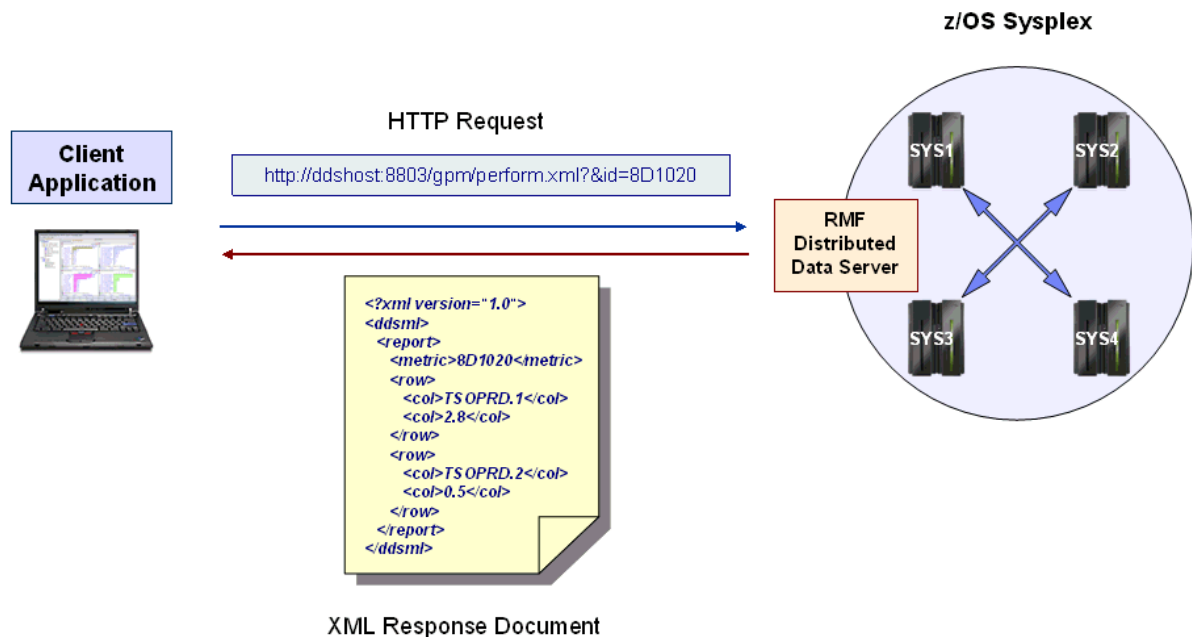 z/OS Sysplex
HTTP Request
Client
Application
http://ddshost:8803/gpm/perform.xml?&id=8D1020
SYS1
SYS2
RMF
Distributed
Data Server
SYS3
SYS4
<?xml version="1.0">
<ddsml>
<report>
<metric>8D1020</metric>
<row>
<col>TSOPRD.1</col>
<col>2.8</col>
</row>
<row>
<col>TSOPRD.2</col>
<col>0.5</col>
</row>
</report>
</ddsml>
XML Response Document